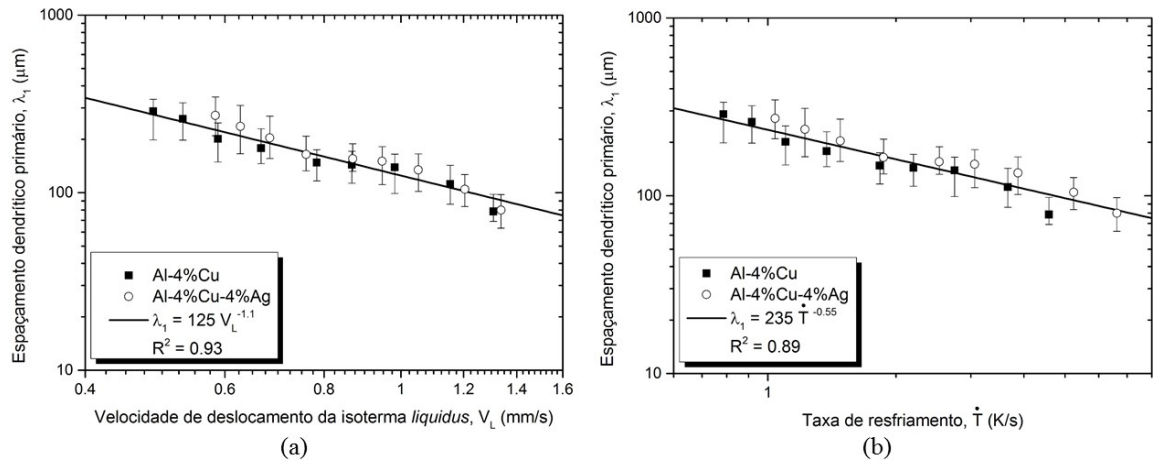 1000
100
10
Espaçamento dendrítico primário, λ₁ (μm)
Al-4%Cu
Al-4%Cu-4%Ag
λ₁ = 125 V_L^-1.1
R² = 0.93
0.4 0.6 0.8 1 1.2 1.4 1.6
Velocidade de deslocamento da isoterma liquidus, V_L (mm/s)
(a)
1000
100
10
Espaçamento dendrítico primário, λ₁ (μm)
Al-4%Cu
Al-4%Cu-4%Ag
λ₁ = 235 Ṫ^-0.55
R² = 0.89
1
Taxa de resfriamento, Ṫ (K/s)
(b)